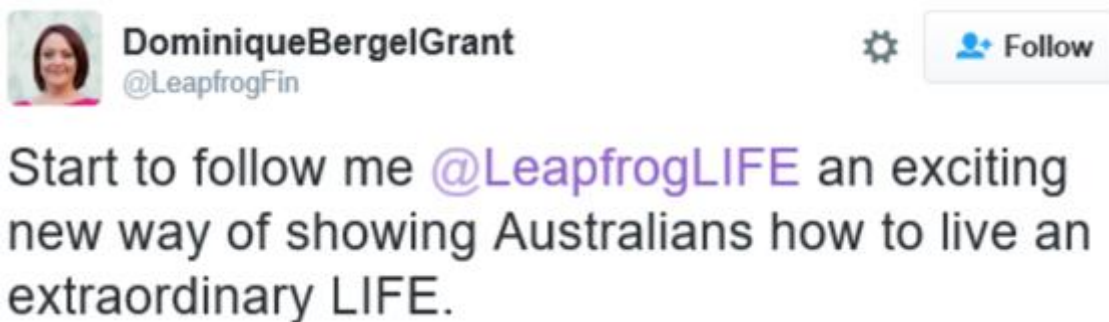 DominiqueBergelGrant
@LeapfrogFin
Follow
Start to follow me @LeapfrogLIFE an exciting
new way of showing Australians how to live an
extraordinary LIFE.